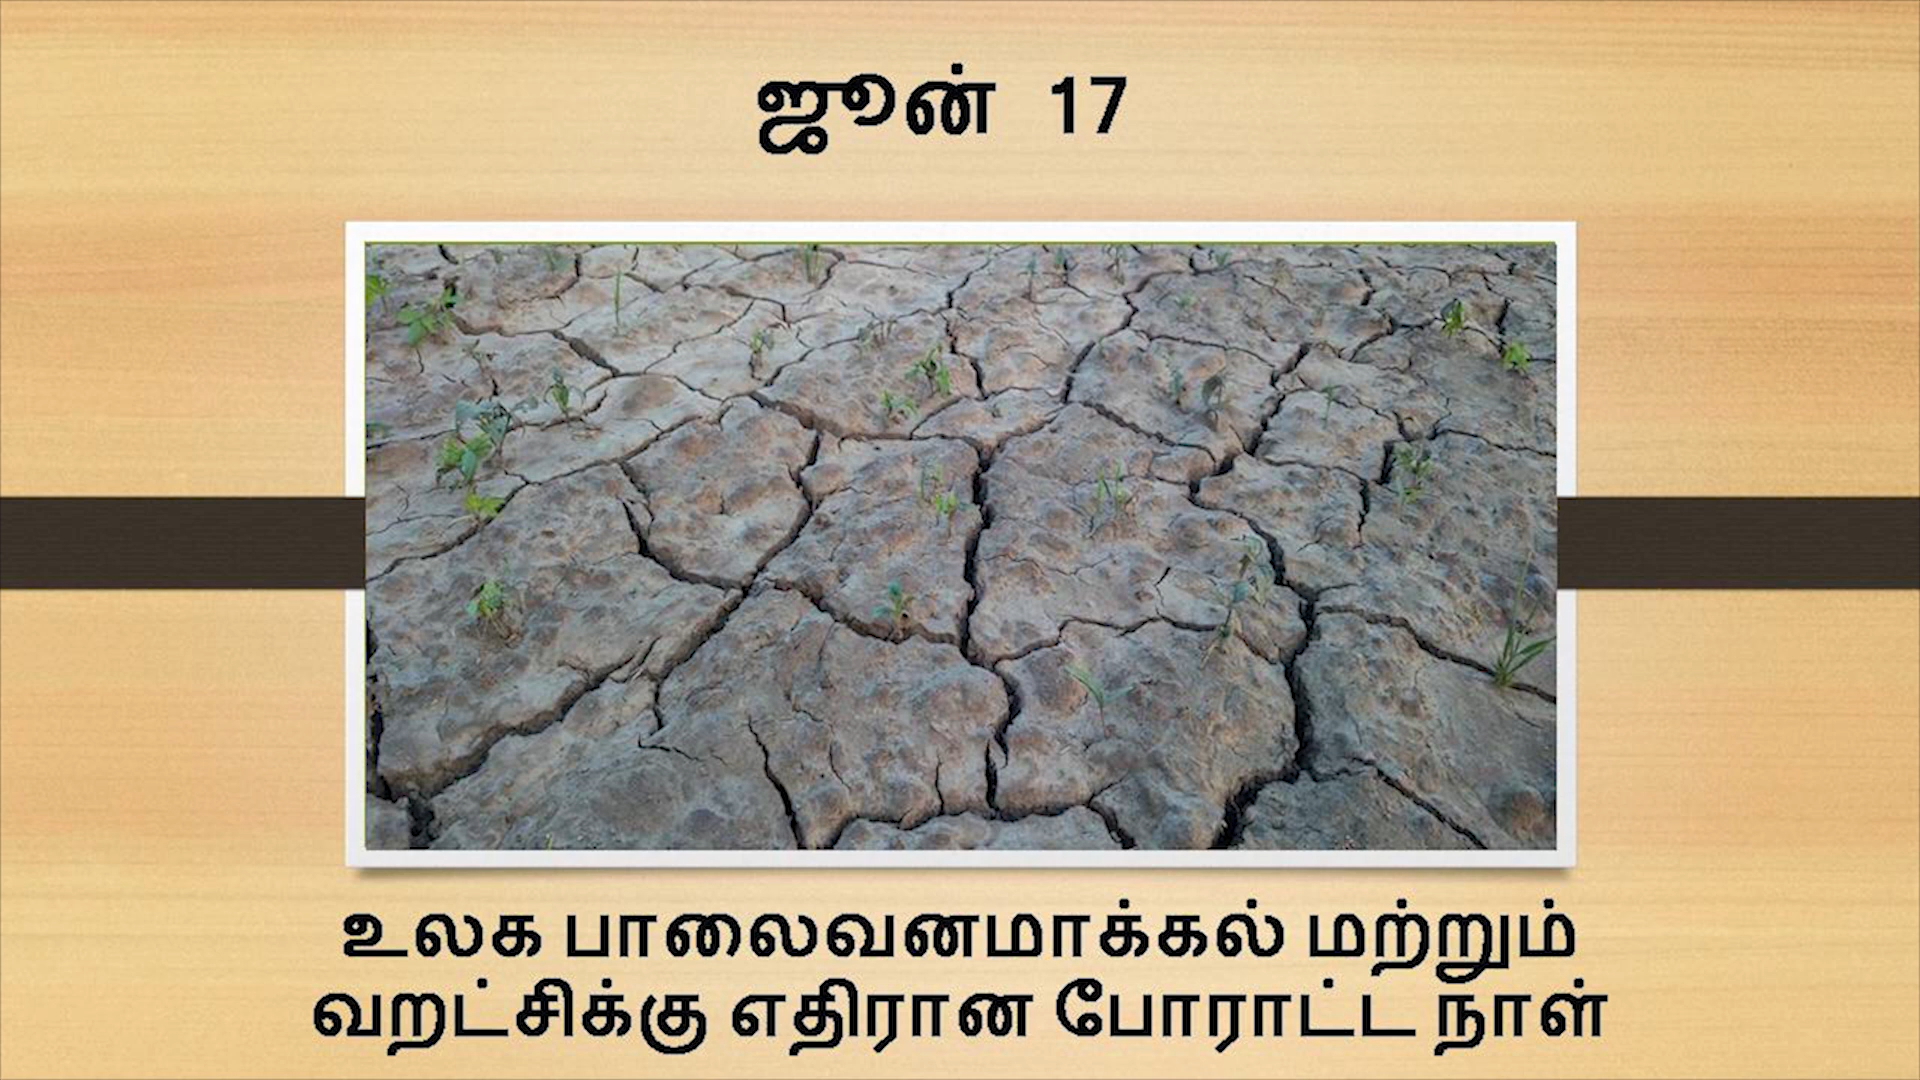 ஜூன் 17
உலக பாலைவனமாக்கல் மற்றும்
வறட்சிக்கு எதிரான போராட்ட நாள்